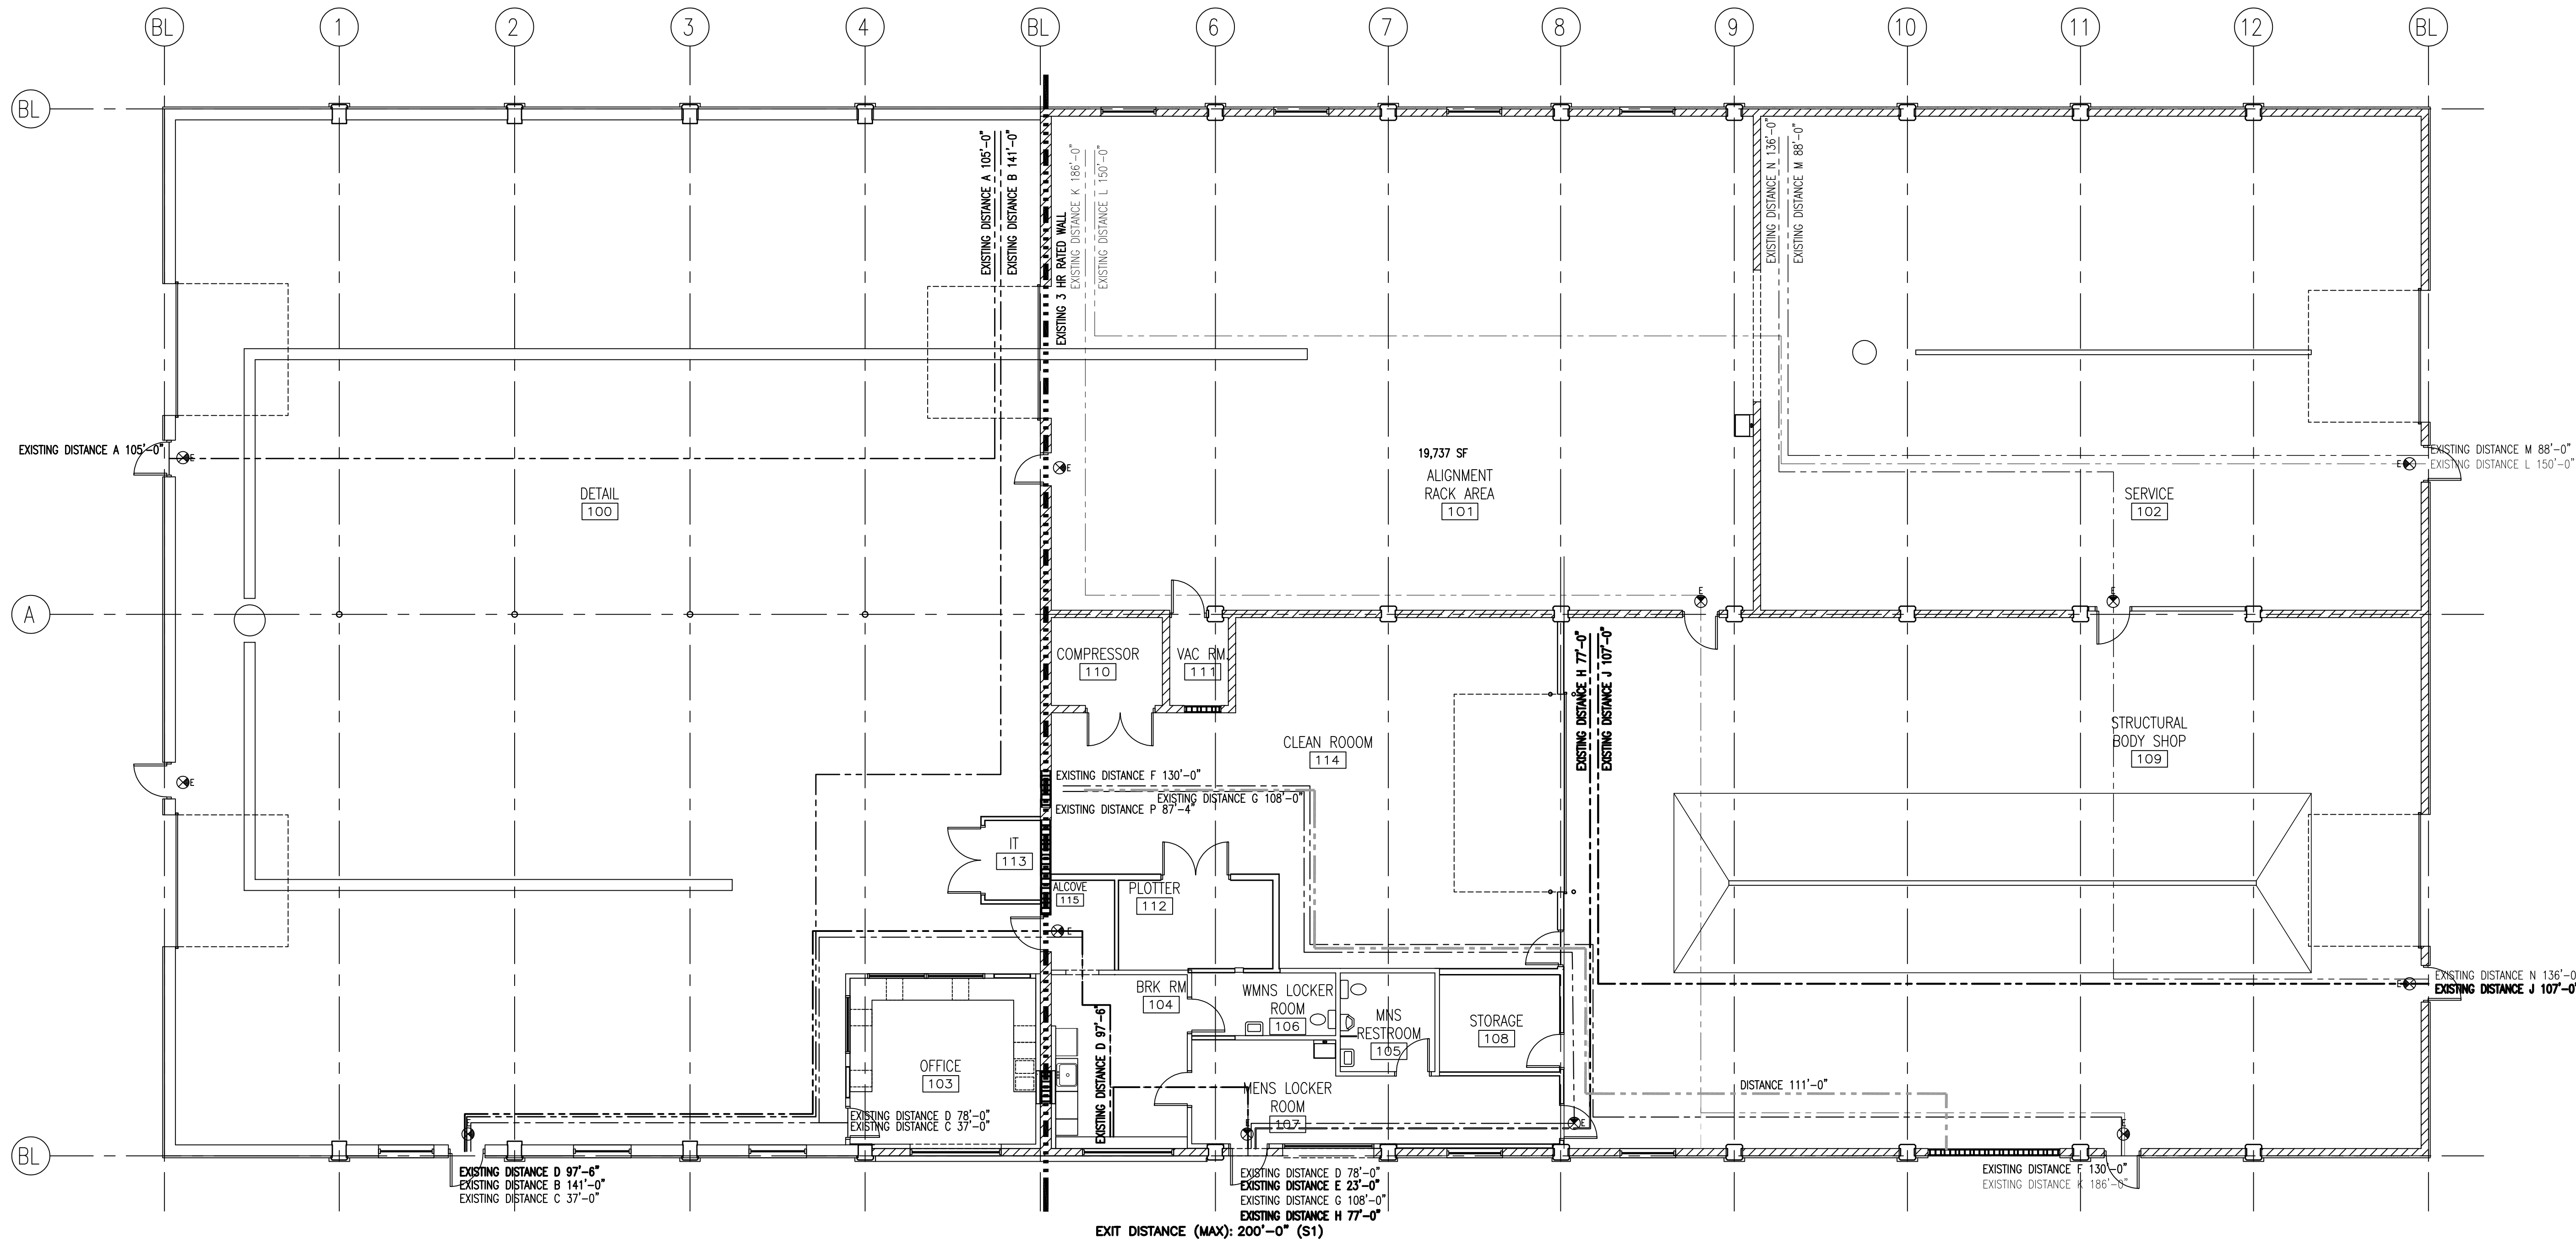 BL
1
2
3
4
BL
6
7
8
9
10
11
12
BL
BL
EXISTING DISTANCE A 105'-0"
EXISTING DISTANCE B 141'-0"
EXISTING 3 HR RATED WALL
EXISTING DISTANCE K 186'-0"
EXISTING DISTANCE L 150'-0"
EXISTING DISTANCE N 136'-0"
EXISTING DISTANCE M 88'-0"
EXISTING DISTANCE A 105'-0"
E
E
19,737 SF
ALIGNMENT
RACK AREA
101
EXISTING DISTANCE M 88'-0"
E
EXISTING DISTANCE L 150'-0"
DETAIL
100
SERVICE
102
A
E
E
COMPRESSOR
110
VAC RM.
111
EXISTING DISTANCE H 77'-0"
EXISTING DISTANCE J 107'-0"
CLEAN ROOOM
114
STRUCTURAL
BODY SHOP
109
E
EXISTING DISTANCE F 130'-0"
EXISTING DISTANCE G 108'-0"
EXISTING DISTANCE P 87'-4"
IT
113
ALCOVE
115
PLOTTER
112
E
BRK RM
104
WMNS LOCKER
ROOM
106
MNS
RESTROOM
105
STORAGE
108
EXISTING DISTANCE N 136'-0
E
EXISTING DISTANCE J 107'-0"
EXISTING DISTANCE D 97'-6"
OFFICE
103
MENS LOCKER
ROOM
107
DISTANCE 111'-0"
EXISTING DISTANCE D 78'-0"
EXISTING DISTANCE C 37'-0"
E
E
E
E
BL
EXISTING DISTANCE D 97'-6"
EXISTING DISTANCE B 141'-0"
EXISTING DISTANCE C 37'-0"
EXISTING DISTANCE D 78'-0"
EXISTING DISTANCE E 23'-0"
EXISTING DISTANCE G 108'-0"
EXISTING DISTANCE H 77'-0"
EXISTING DISTANCE F 130'-0"
EXISTING DISTANCE K 186'-0"
EXIT DISTANCE (MAX): 200'-0" (S1)